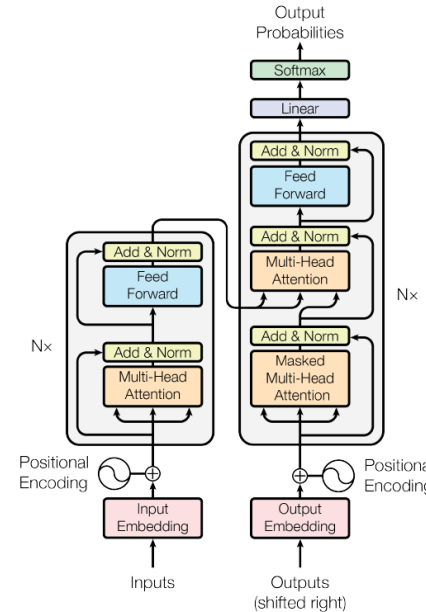 Output
Probabilities
Softmax
Linear
Add & Norm
Feed
Forward
Add & Norm
Multi-Head
Attention
Add & Norm
Masked
Multi-Head
Attention
Nx
Add & Norm
Feed
Forward
Add & Norm
Multi-Head
Attention
Nx
Positional
Encoding
Positiona
Encoding
Input
Embedding
Output
Embedding
Inputs
Outputs
(shifted right)